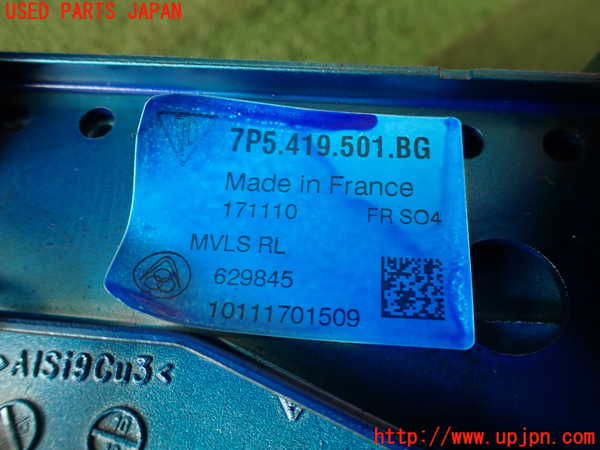 USED PARTS JAPAN
7P5.419.501.BG
Made in France
171110 FR SO4
MVLS RL
629845
10111701509
>AlSi9Cu3<
http://www.upjpn.com/